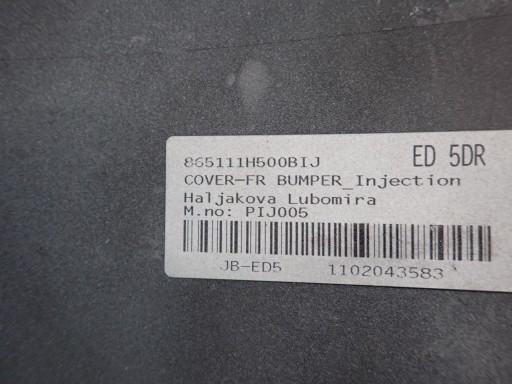 865111H500BIJ ED 5DR
COVER-FR BUMPER_Injection
Haljakova Lubomira
M.no: PIJ005
JB-ED5 1102043583